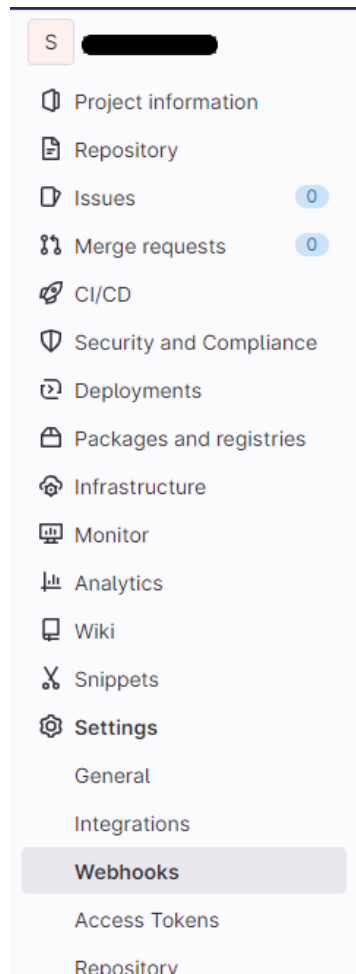 S
Project information
Repository
Issues 0
Merge requests 0
CI/CD
Security and Compliance
Deployments
Packages and registries
Infrastructure
Monitor
Analytics
Wiki
Snippets
Settings
General
Integrations
Webhooks
Access Tokens
Repository